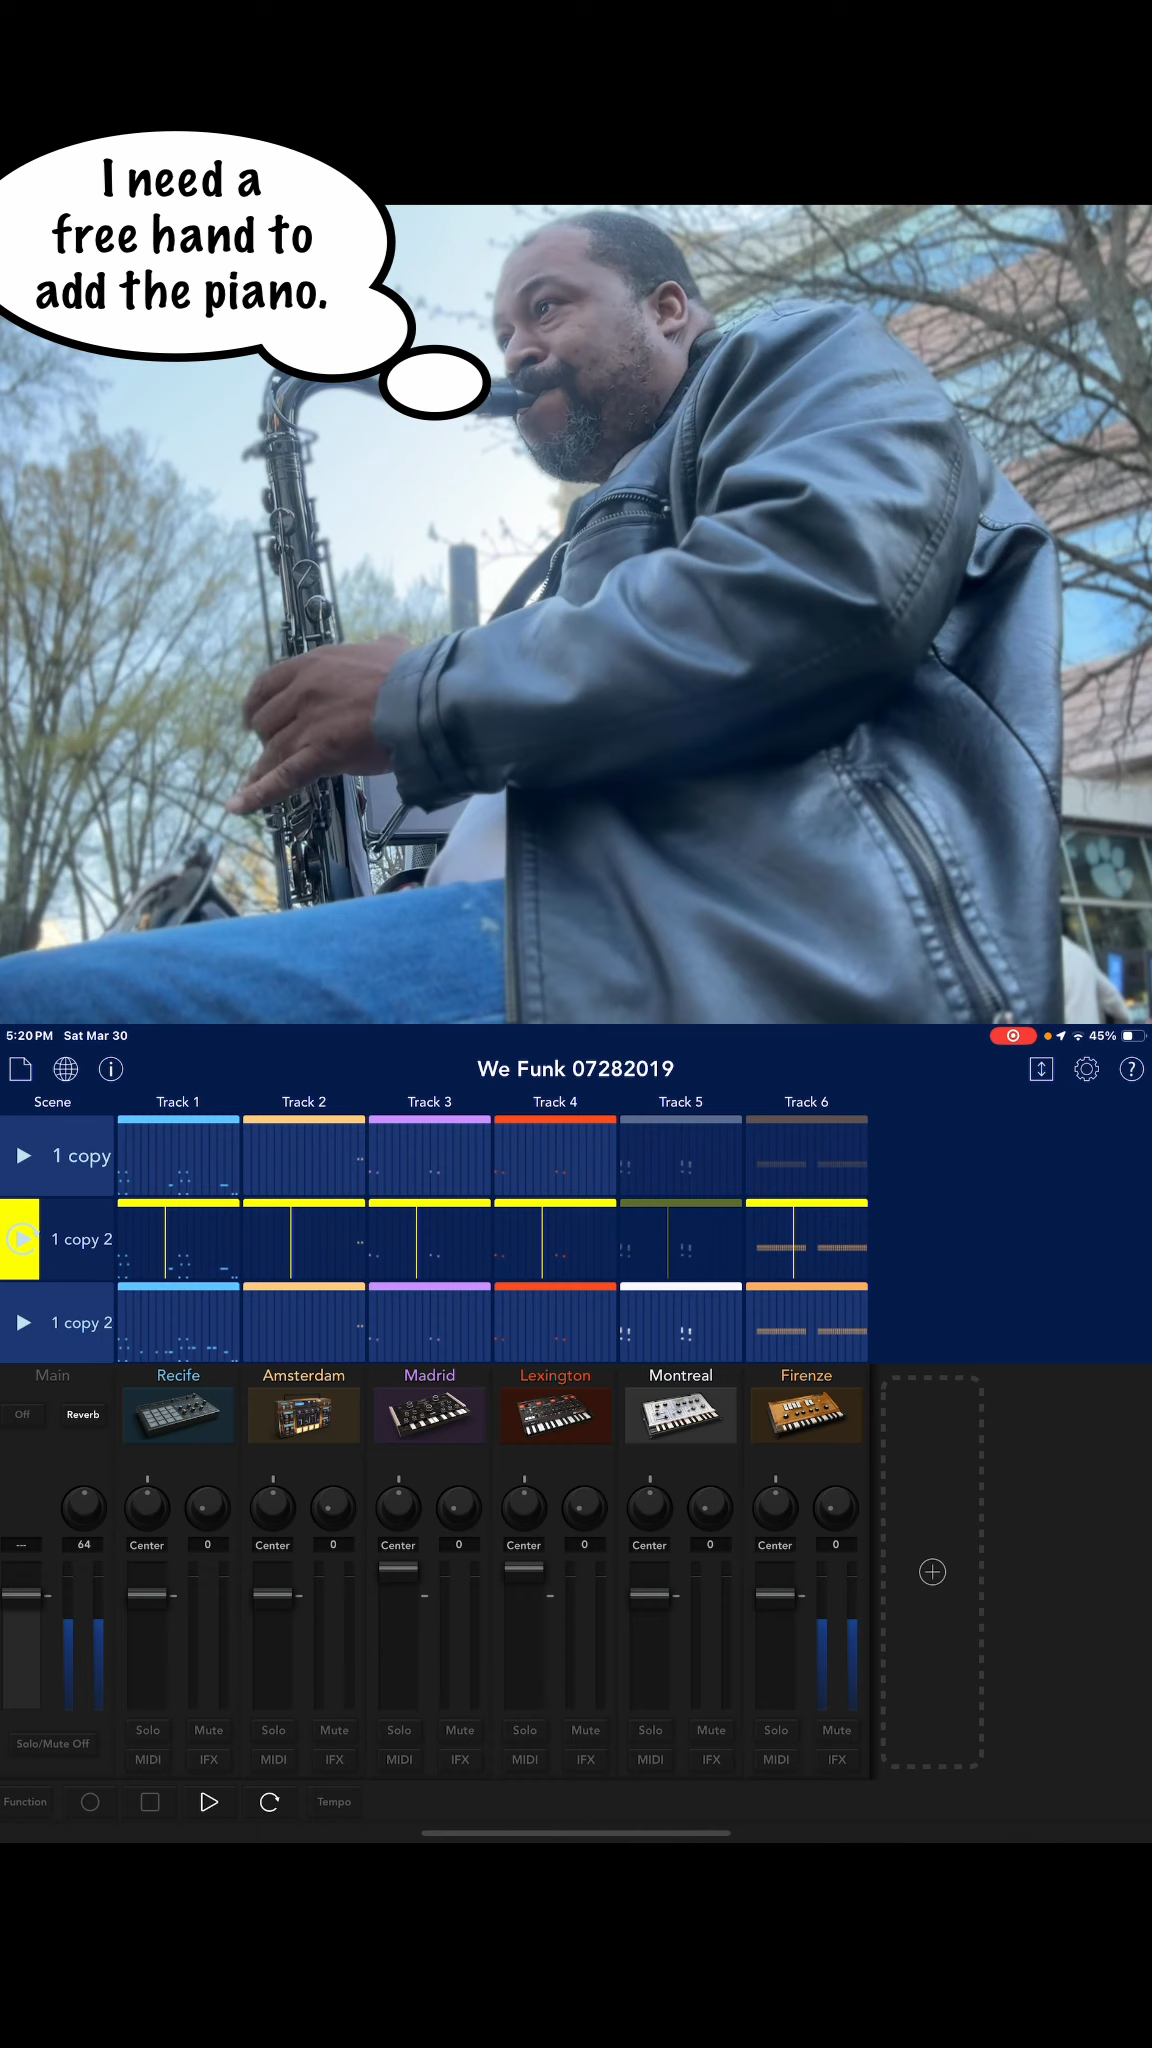 I need a
free hand to
add the piano.
5:20 PM Sat Mar 30
45%
We Funk 07282019
Scene Track 1 Track 2 Track 3 Track 4 Track 5 Track 6
1 copy
1 copy 2
1 copy 2
Main Recife Amsterdam Madrid Lexington Montreal Firenze
Off Reverb
--- 64 Center 0 Center 0 Center 0 Center 0 Center 0 Center 0
Solo Mute Solo Mute Solo Mute Solo Mute Solo Mute Solo Mute
Solo/Mute Off
MIDI IFX MIDI IFX MIDI IFX MIDI IFX MIDI IFX MIDI IFX
Function Tempo